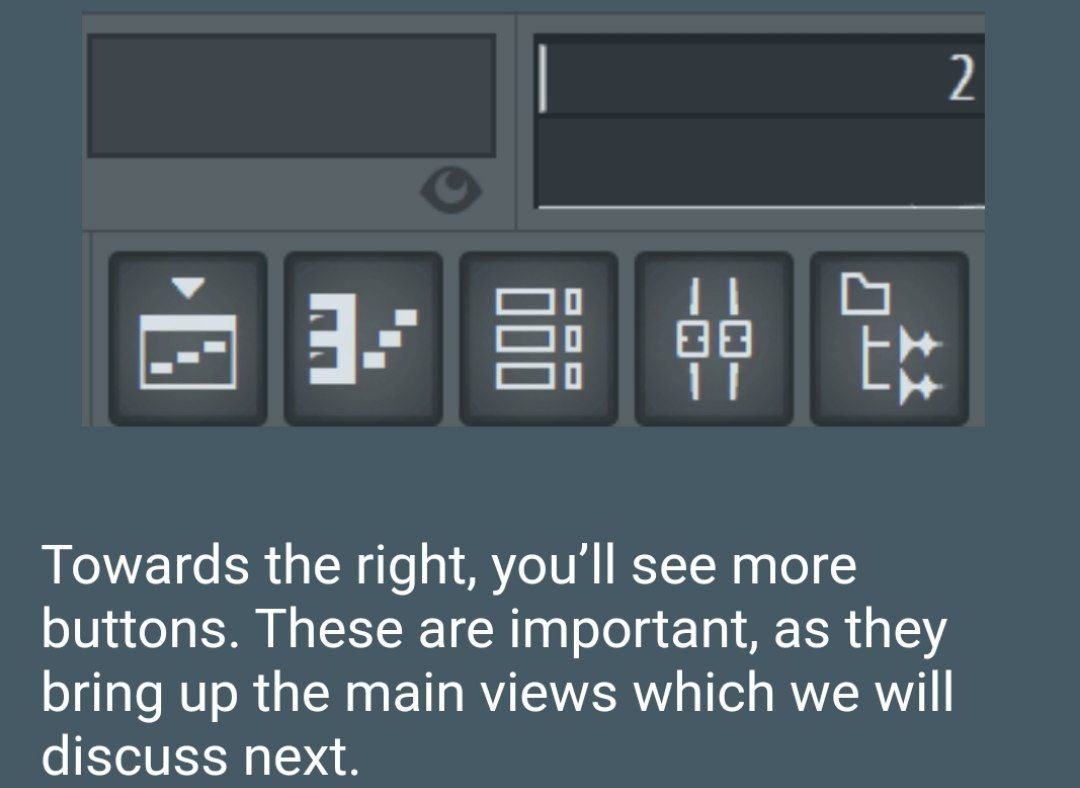 2
Towards the right, you’ll see more
buttons. These are important, as they
bring up the main views which we will
discuss next.